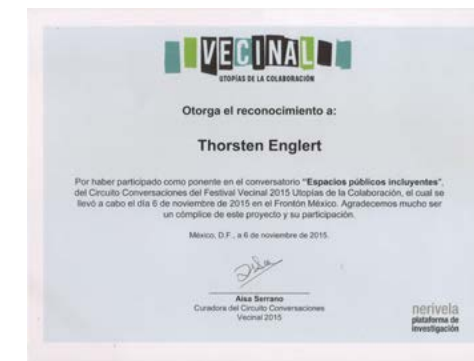 VECINAL
UTOPÍAS DE LA COLABORACIÓN
Otorga el reconocimiento a:
Thorsten Englert
Por haber participado como ponente en el conversatorio "Espacios públicos incluyentes",
del Circuito Conversaciones del Festival Vecinal 2015 Utopías de la Colaboración, el cual se
llevó a cabo el día 6 de noviembre de 2015 en el Frontón México. Agradecemos mucho ser
un cómplice de este proyecto y su participación.
México, D.F., a 6 de noviembre de 2015.
Aisa Serrano
Curadora del Circuito Conversaciones
Vecinal 2015
nerivela
plataforma de
investigación